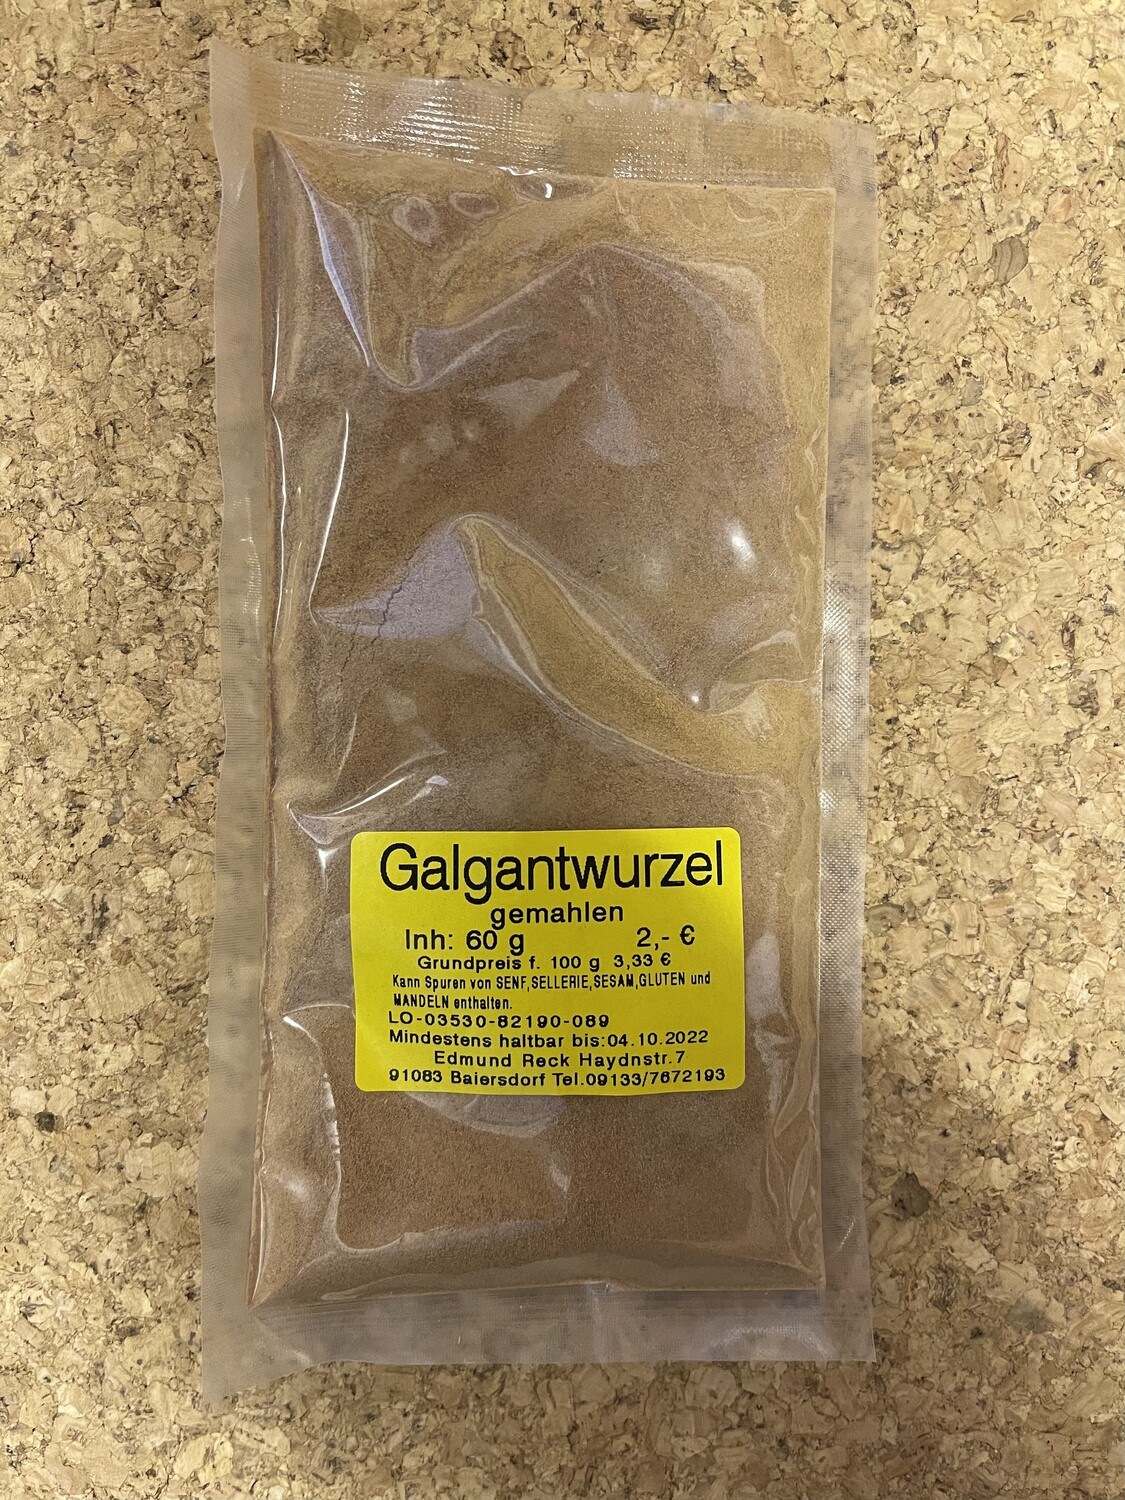 Galgantwurzel
gemahlen
Inh: 60 g 2,- €
Grundpreis f. 100 g 3,33 €
Kann Spuren von SENF,SELLERIE,SESAM,GLUTEN und
MANDELN enthalten.
LO-03530-82190-089
Mindestens haltbar bis:04.10.2022
Edmund Reck Haydnstr.7
91083 Baiersdorf Tel.09133/7672193